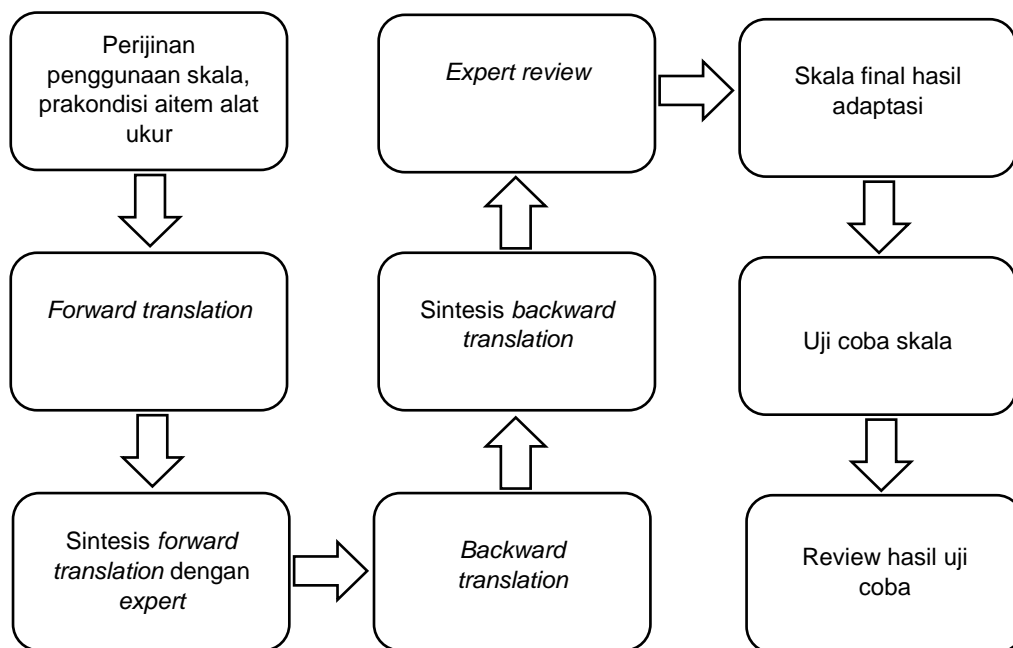 Perijinan
penggunaan skala,
prakondisi aitem alat
ukur
Forward translation
Sintesis forward
translation dengan
expert
Backward
translation
Sintesis backward
translation
Expert review
Skala final hasil
adaptasi
Uji coba skala
Review hasil uji
coba